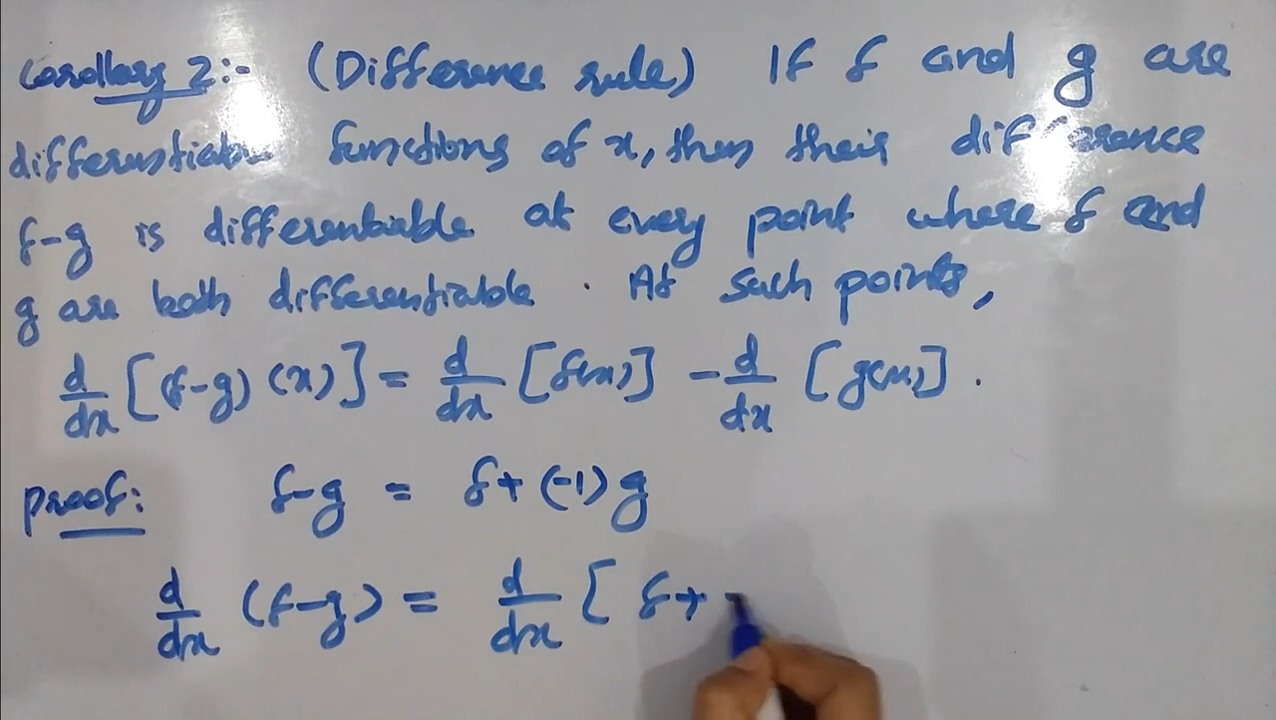 Corollary 2:- (Difference rule) If f and g are
differentiable functions of x, then their difference
f-g is differentiable at every point where f and
g are both differentiable. At such points,
d/dx [(f-g)(x)] = d/dx [f(x)] - d/dx [g(x)].
Proof: f-g = f+(-1)g
d/dx (f-g) = d/dx [ f+ -